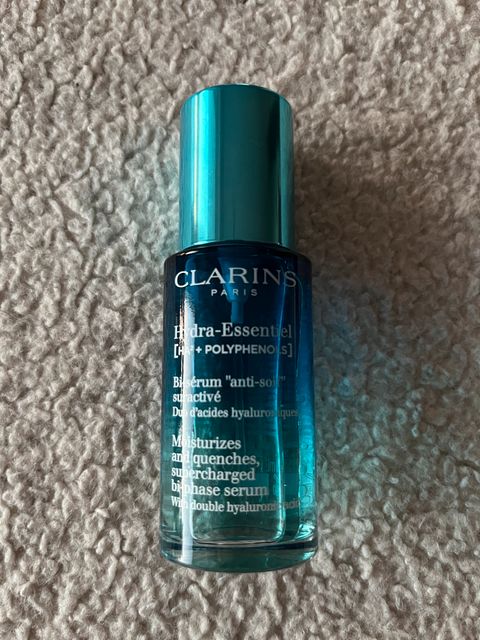 CLARINS
PARIS
Hydra-Essentiel
[HA² + POLYPHENOLS]
Bi-sérum "anti-soif"
suractivé
Duo d'acides hyaluroniques
Moisturizes
and quenches,
supercharged
bi-phase serum
With double hyaluronic acid